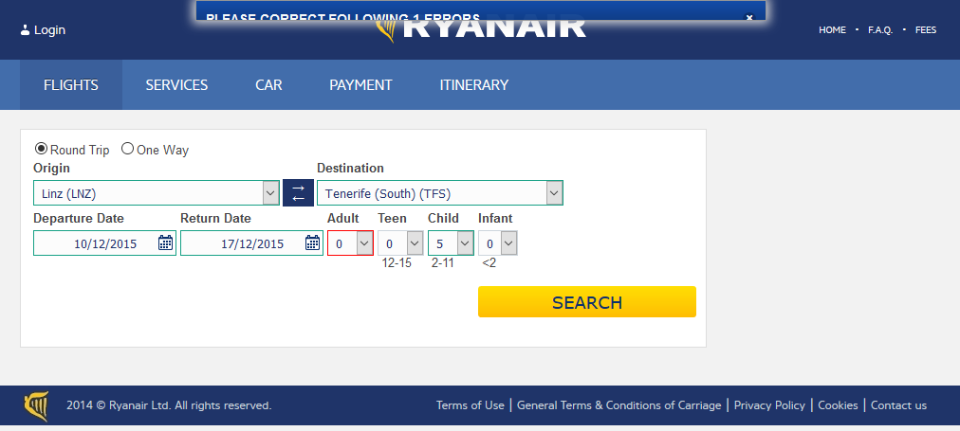 PLEASE CORRECT FOLLOWING 1 ERRORS x
Login
RYANAIR
HOME • F.A.Q. • FEES
FLIGHTS SERVICES CAR PAYMENT ITINERARY
Round Trip One Way
Origin Destination
Linz (LNZ) Tenerife (South) (TFS)
Departure Date Return Date Adult Teen Child Infant
10/12/2015 17/12/2015 0 0 5 0
12-15 2-11 <2
SEARCH
2014 © Ryanair Ltd. All rights reserved. Terms of Use | General Terms & Conditions of Carriage | Privacy Policy | Cookies | Contact us